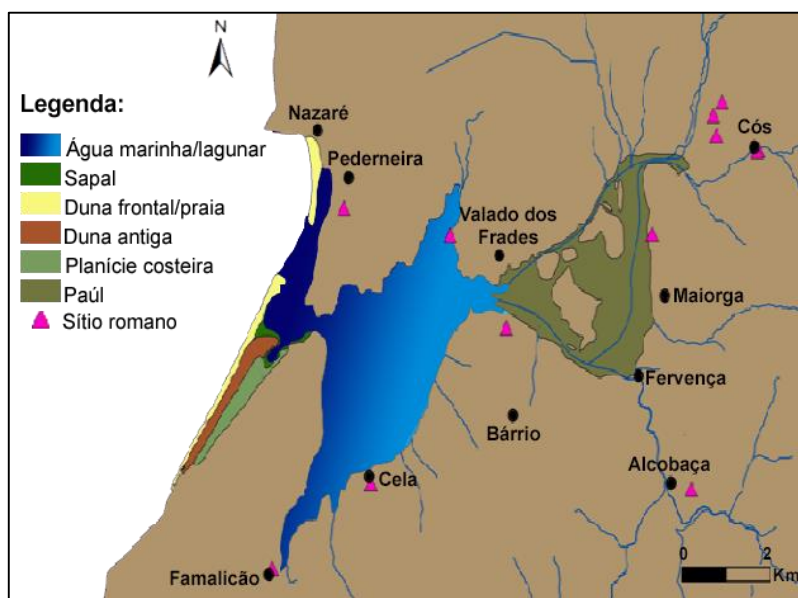 N
Legenda:
Água marinha/lagunar
Sapal
Duna frontal/praia
Duna antiga
Planície costeira
Paúl
Sítio romano
Nazaré
Pederneira
Valado dos
Frades
Cós
Maiorga
Fervença
Bárrio
Alcobaça
Cela
Famalicão
0 2
Km